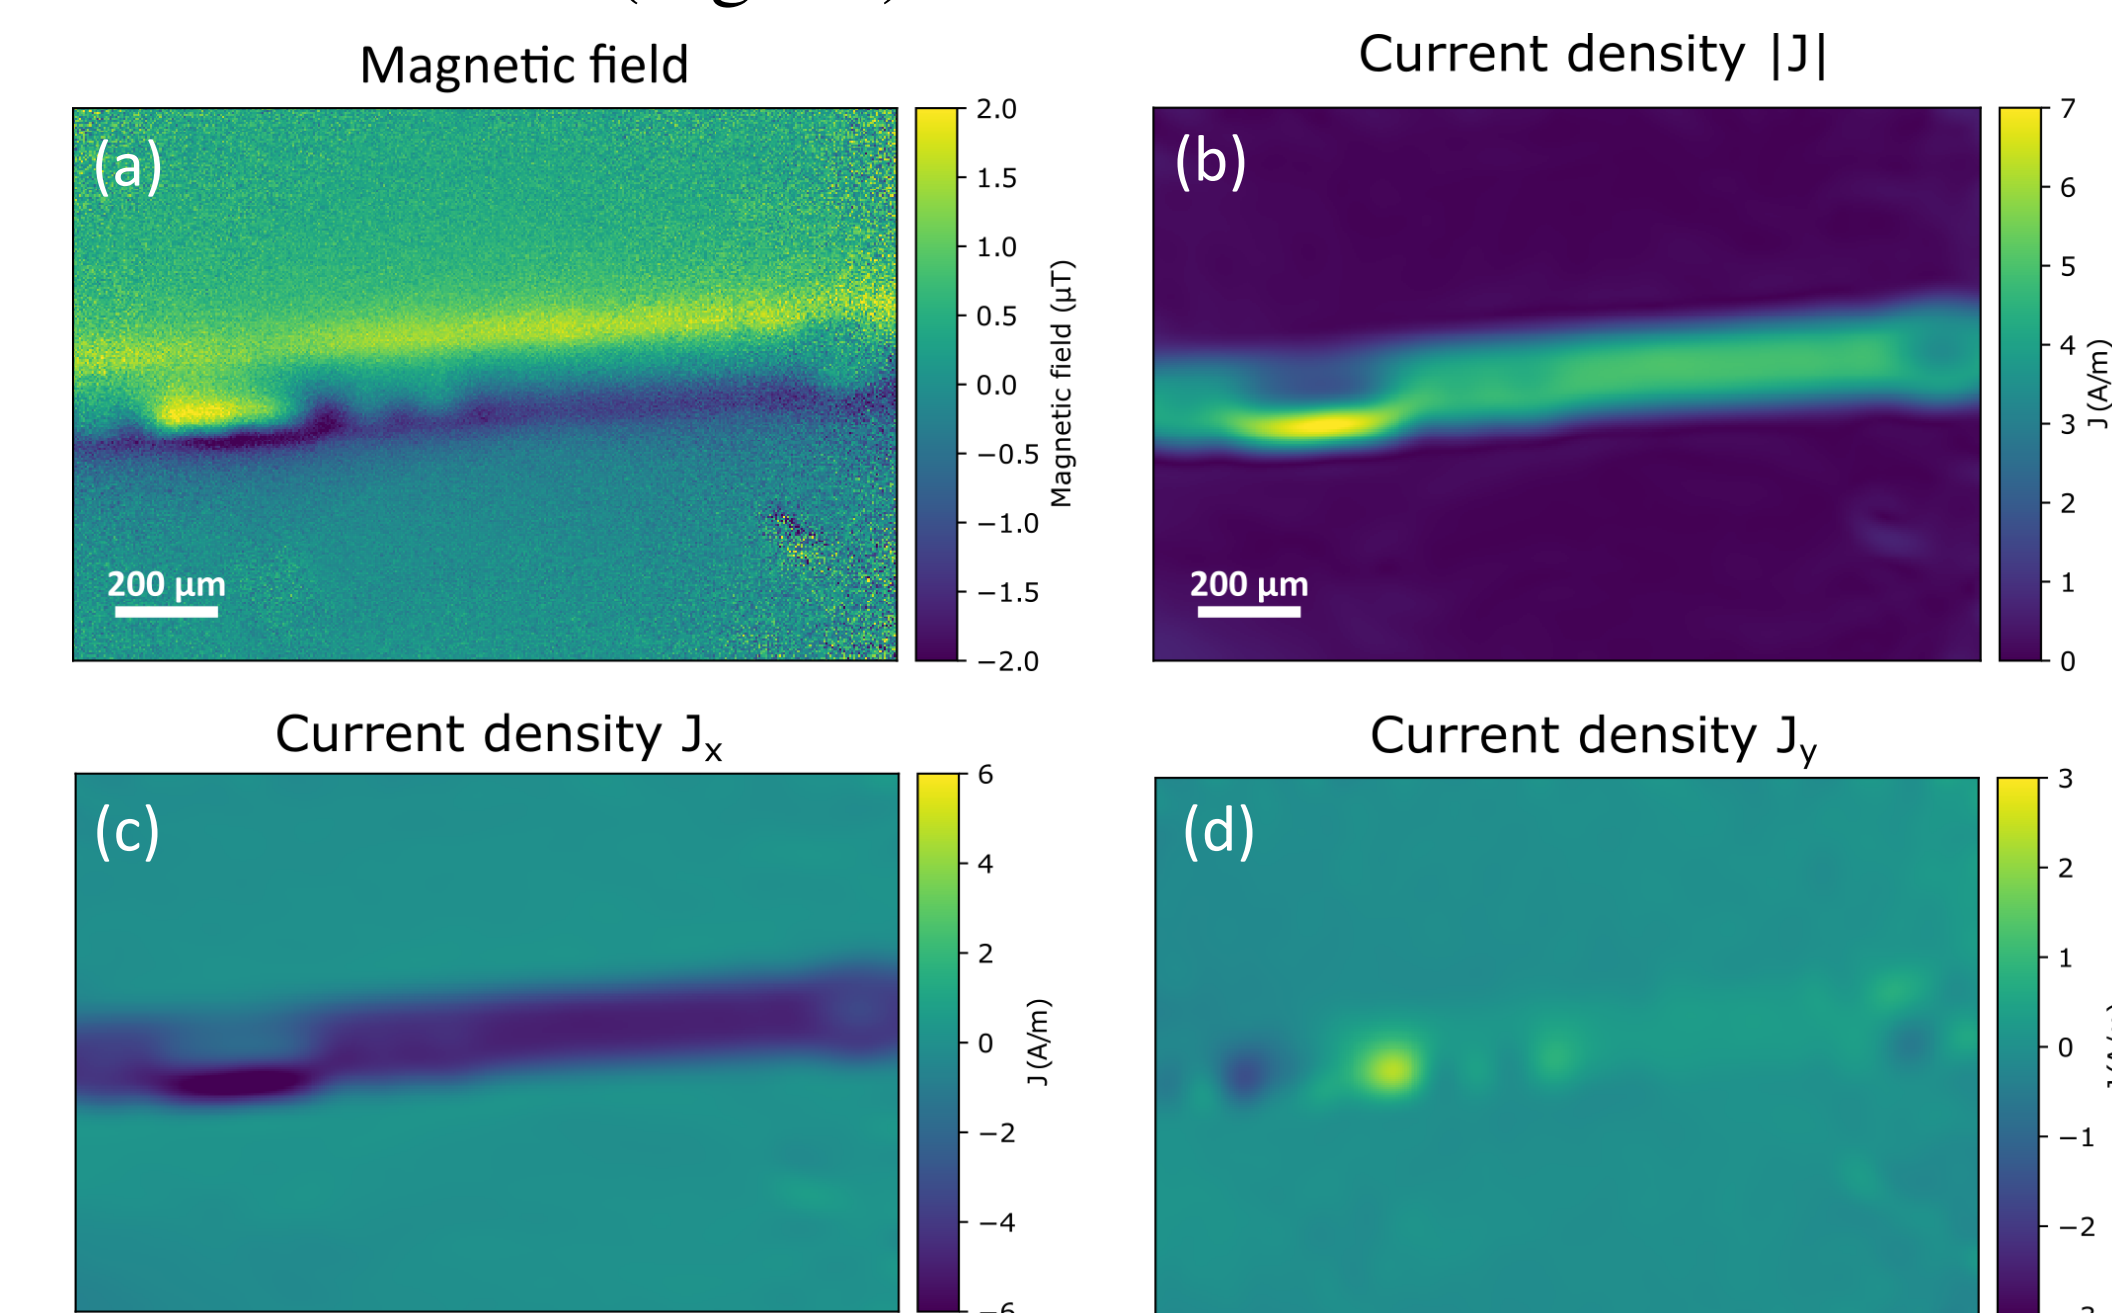 Magnetic field
(a)
2.0
1.5
1.0
0.5
0.0
−0.5
−1.0
−1.5
−2.0
Magnetic field (μT)
200 μm
Current density |J|
(b)
7
6
5
4
3
2
1
0
J (A/m)
200 μm
Current density Jx
(c)
6
4
2
0
−2
−4
−6
J (A/m)
Current density Jy
(d)
3
2
1
0
−1
−2